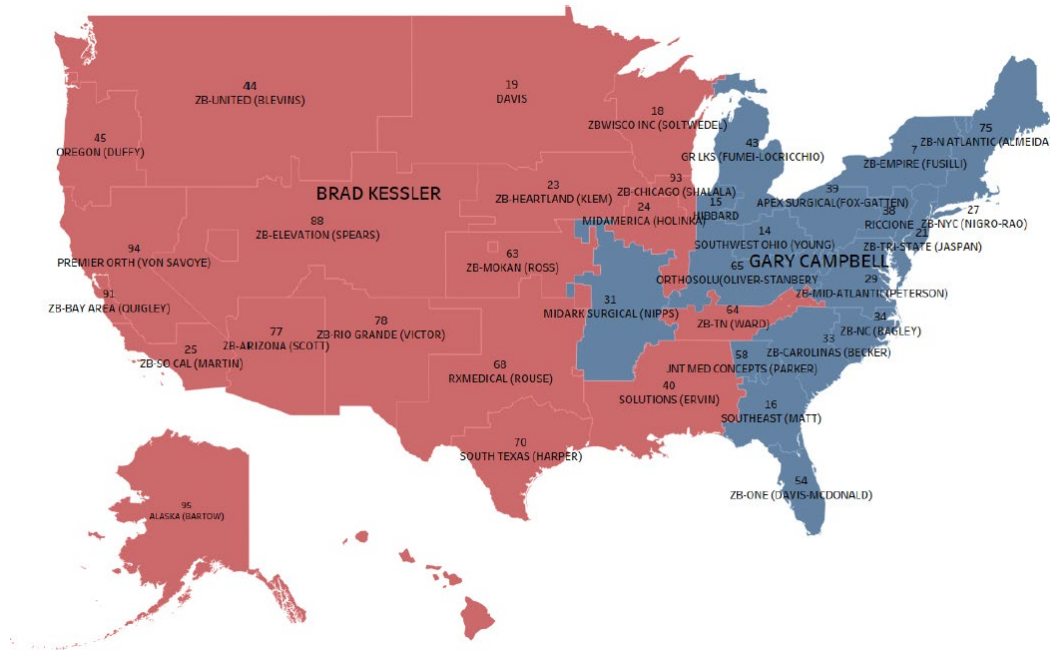 44
ZB-UNITED (BLEVINS)
19
DAVIS
18
ZBWISCO INC (SOLTWEDEL)
45
OREGON (DUFFY)
43
GR LKS (FUMEI-LOCRICCHIO)
75
ZB-N ATLANTIC (ALMEIDA
7
ZB-EMPIRE (FUSILLI)
BRAD KESSLER
23
ZB-HEARTLAND (KLEM)
93
ZB-CHICAGO (SHALALA)
24
MIDAMERICA (HOLINKA)
15
HIBBARD
39
APEX SURGICAL(FOX-GATTEN)
38
RICCIONE
27
ZB-NYC (NIGRO-RAO)
21
ZB-TRI-STATE (JASPAN)
88
ZB-ELEVATION (SPEARS)
14
SOUTHWEST OHIO (YOUNG)
94
PREMIER ORTH (VON SAVOYE)
63
ZB-MOKAN (ROSS)
GARY CAMPBELL
65
ORTHOSOLU(OLIVER-STANBERY
29
ZB-MID-ATLANTIC(PETERSON)
91
ZB-BAY AREA (QUIGLEY)
31
MIDARK SURGICAL (NIPPS)
64
ZB-TN (WARD)
34
ZB-NC (BAGLEY)
77
ZB-ARIZONA (SCOTT)
78
ZB-RIO GRANDE (VICTOR)
33
ZB-CAROLINAS (BECKER)
25
ZB-SO CAL (MARTIN)
68
RXMEDICAL (ROUSE)
58
JNT MED CONCEPTS (PARKER)
40
SOLUTIONS (ERVIN)
16
SOUTHEAST (MATT)
70
SOUTH TEXAS (HARPER)
54
ZB-ONE (DAVIS-MCDONALD)
95
ALASKA (BARTOW)